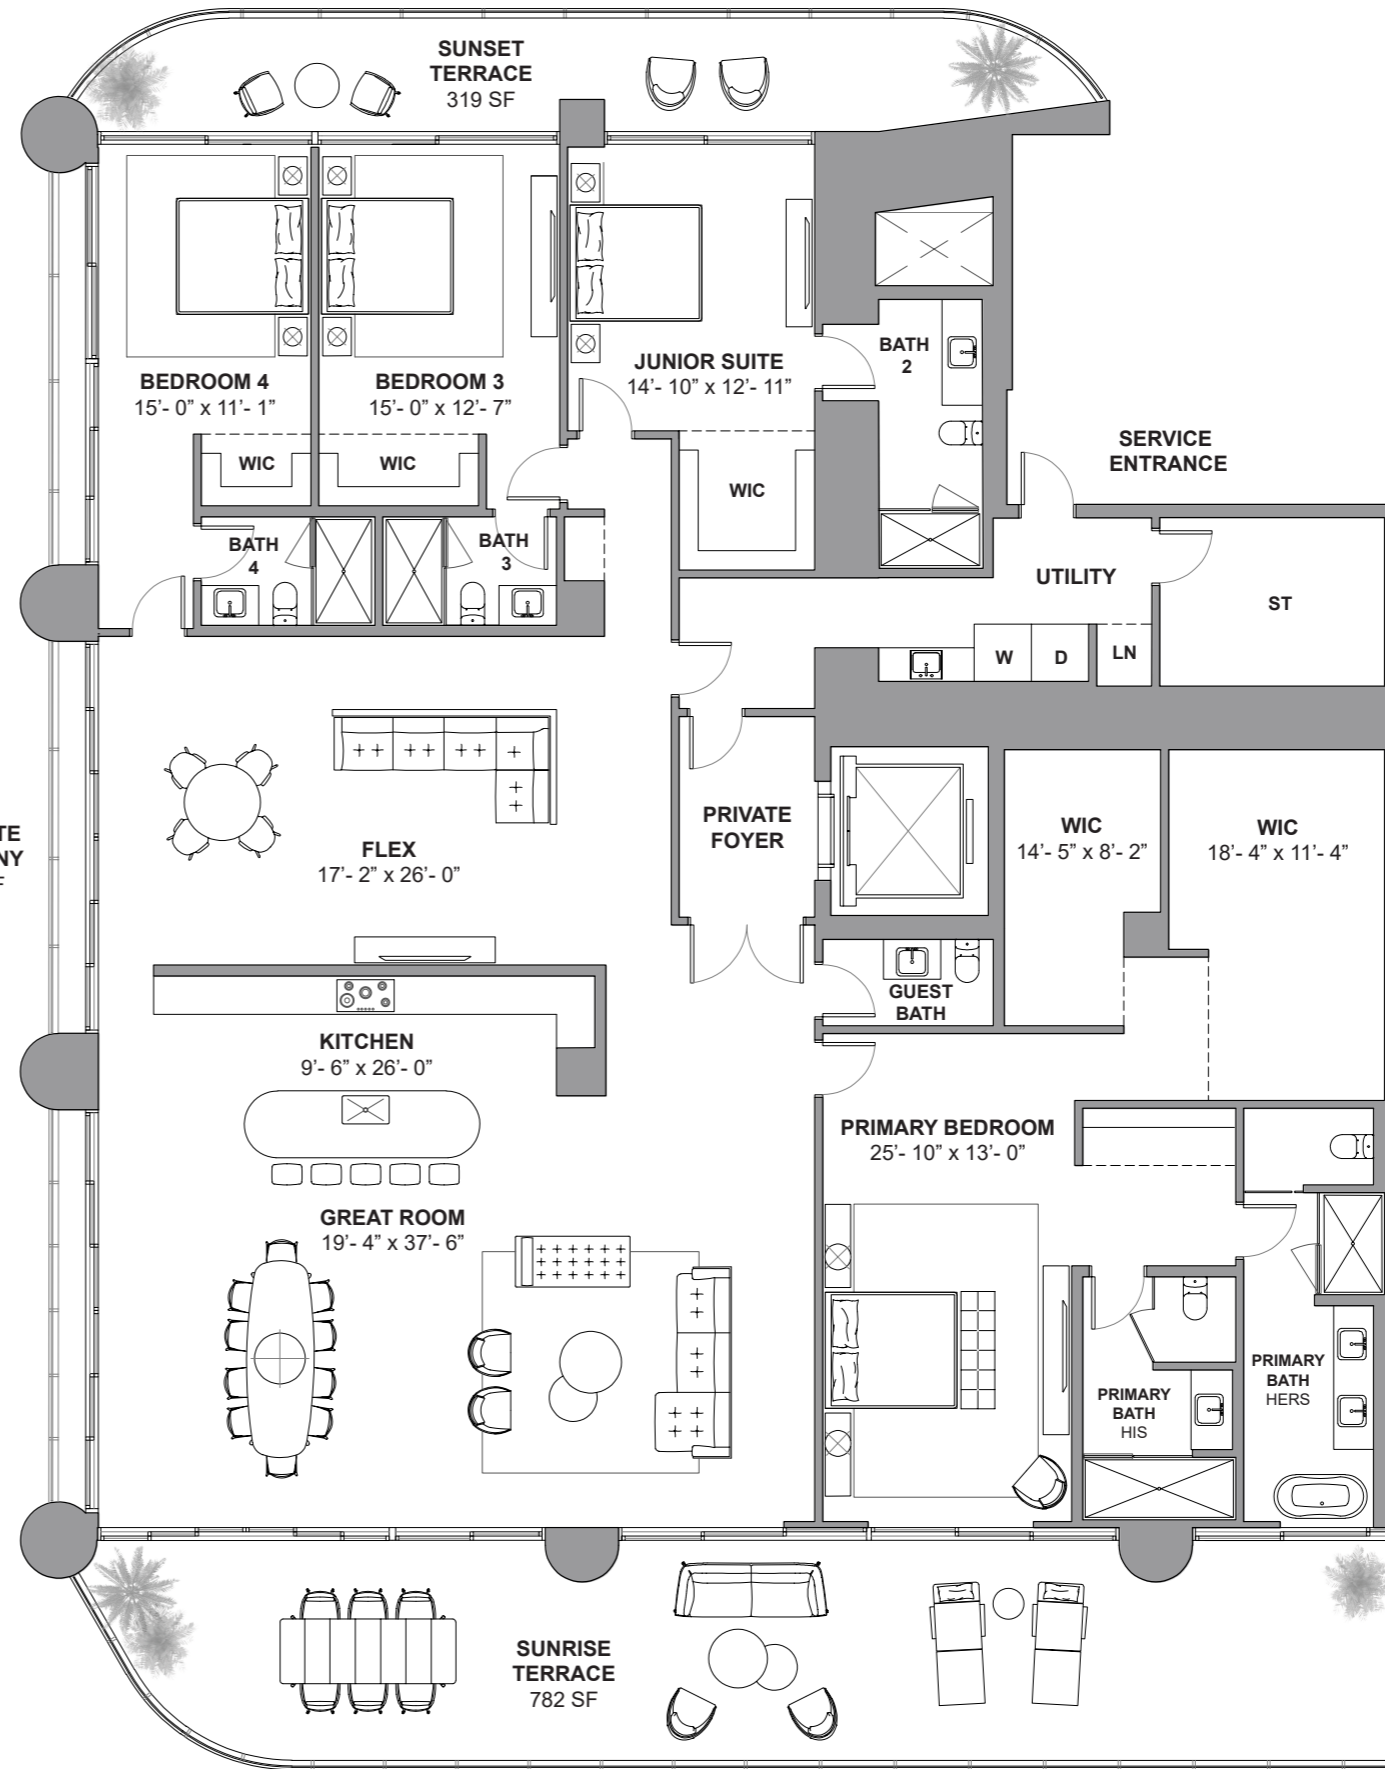 SUNSET
TERRACE
319 SF
BEDROOM 4
15'- 0” x 11'- 1”
BEDROOM 3
15'- 0” x 12'- 7”
JUNIOR SUITE
14'- 10” x 12'- 11”
BATH
2
WIC
WIC
WIC
SERVICE
ENTRANCE
BATH
4
BATH
3
UTILITY
ST
W
D
LN
PRIVATE
FOYER
WIC
14'- 5” x 8'- 2”
WIC
18'- 4” x 11'- 4”
TE
NY
F
FLEX
17'- 2” x 26'- 0”
GUEST
BATH
KITCHEN
9'- 6” x 26'- 0”
PRIMARY BEDROOM
25'- 10” x 13'- 0”
GREAT ROOM
19'- 4” x 37'- 6”
PRIMARY
BATH
HERS
PRIMARY
BATH
HIS
SUNRISE
TERRACE
782 SF